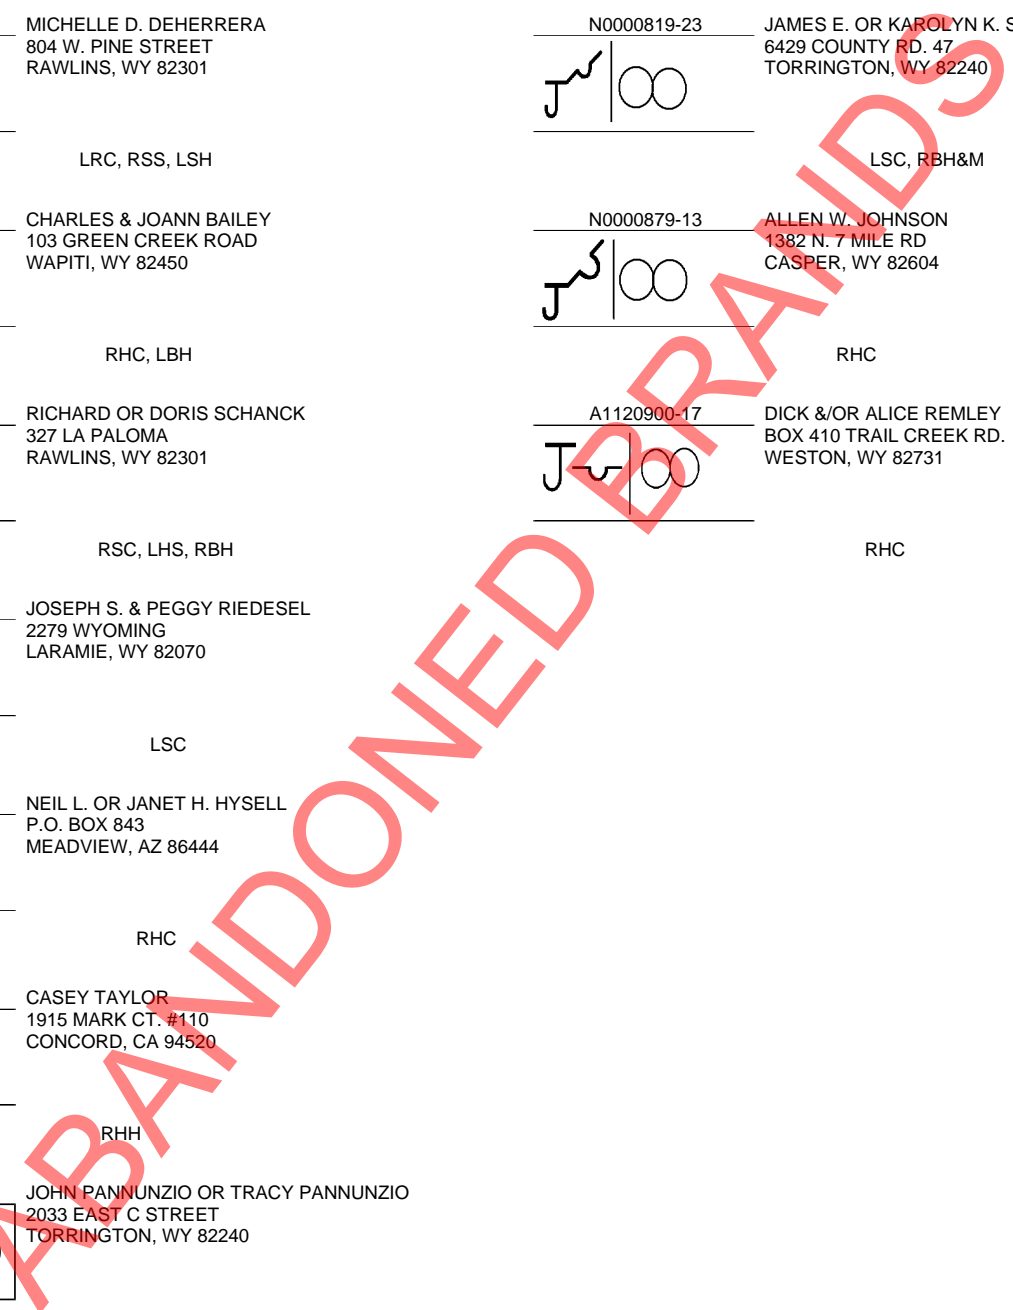 MICHELLE D. DEHERRERA
804 W. PINE STREET
RAWLINS, WY 82301
LRC, RSS, LSH
CHARLES & JOANN BAILEY
103 GREEN CREEK ROAD
WAPITI, WY 82450
RHC, LBH
RICHARD OR DORIS SCHANCK
327 LA PALOMA
RAWLINS, WY 82301
RSC, LHS, RBH
JOSEPH S. & PEGGY RIEDESEL
2279 WYOMING
LARAMIE, WY 82070
LSC
NEIL L. OR JANET H. HYSELL
P.O. BOX 843
MEADVIEW, AZ 86444
RHC
CASEY TAYLOR
1915 MARK CT. #110
CONCORD, CA 94520
RHH
JOHN PANNUNZIO OR TRACY PANNUNZIO
2033 EAST C STREET
TORRINGTON, WY 82240
N0000819-23
JAMES E. OR KAROLYN K.
6429 COUNTY RD. 47
TORRINGTON, WY 82240
LSC, RBH&M
N0000879-13
ALLEN W. JOHNSON
1382 N. 7 MILE RD
CASPER, WY 82604
RHC
A1120900-17
DICK &/OR ALICE REMLEY
BOX 410 TRAIL CREEK RD.
WESTON, WY 82731
RHC
ABANDONED BRANDS